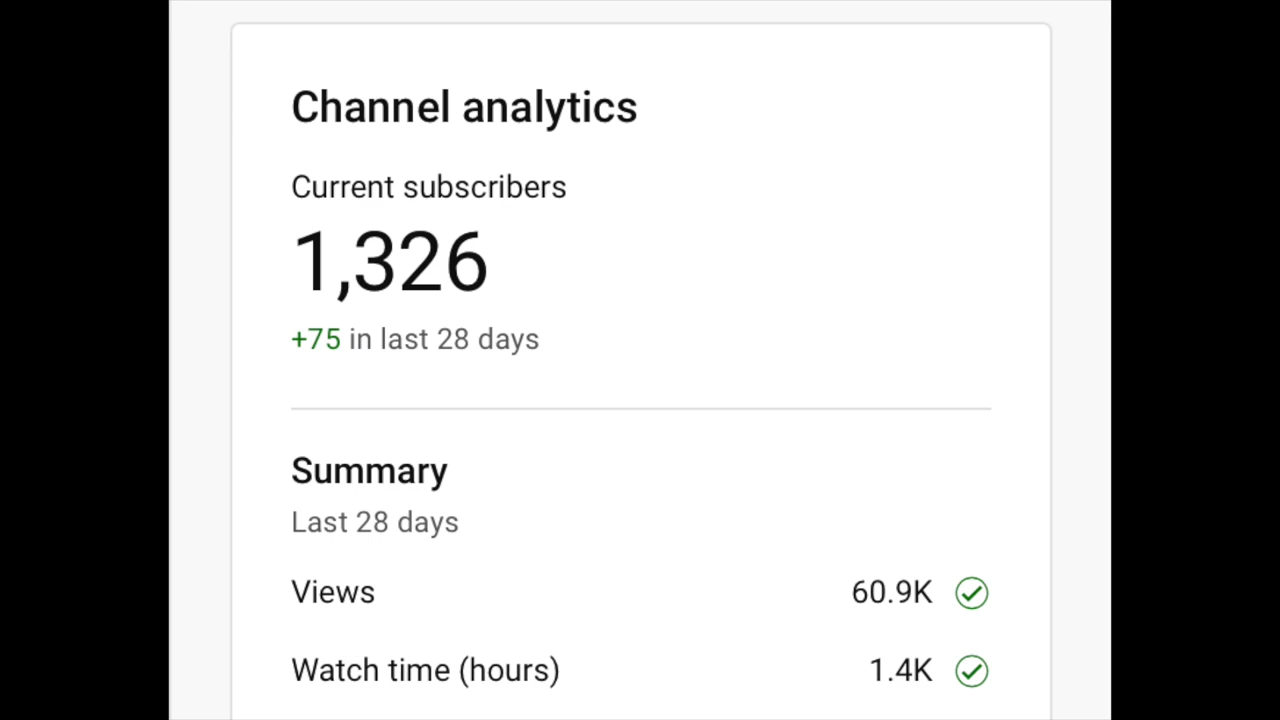 Channel analytics
Current subscribers
1,326
+75 in last 28 days
Summary
Last 28 days
Views 60.9K
Watch time (hours) 1.4K